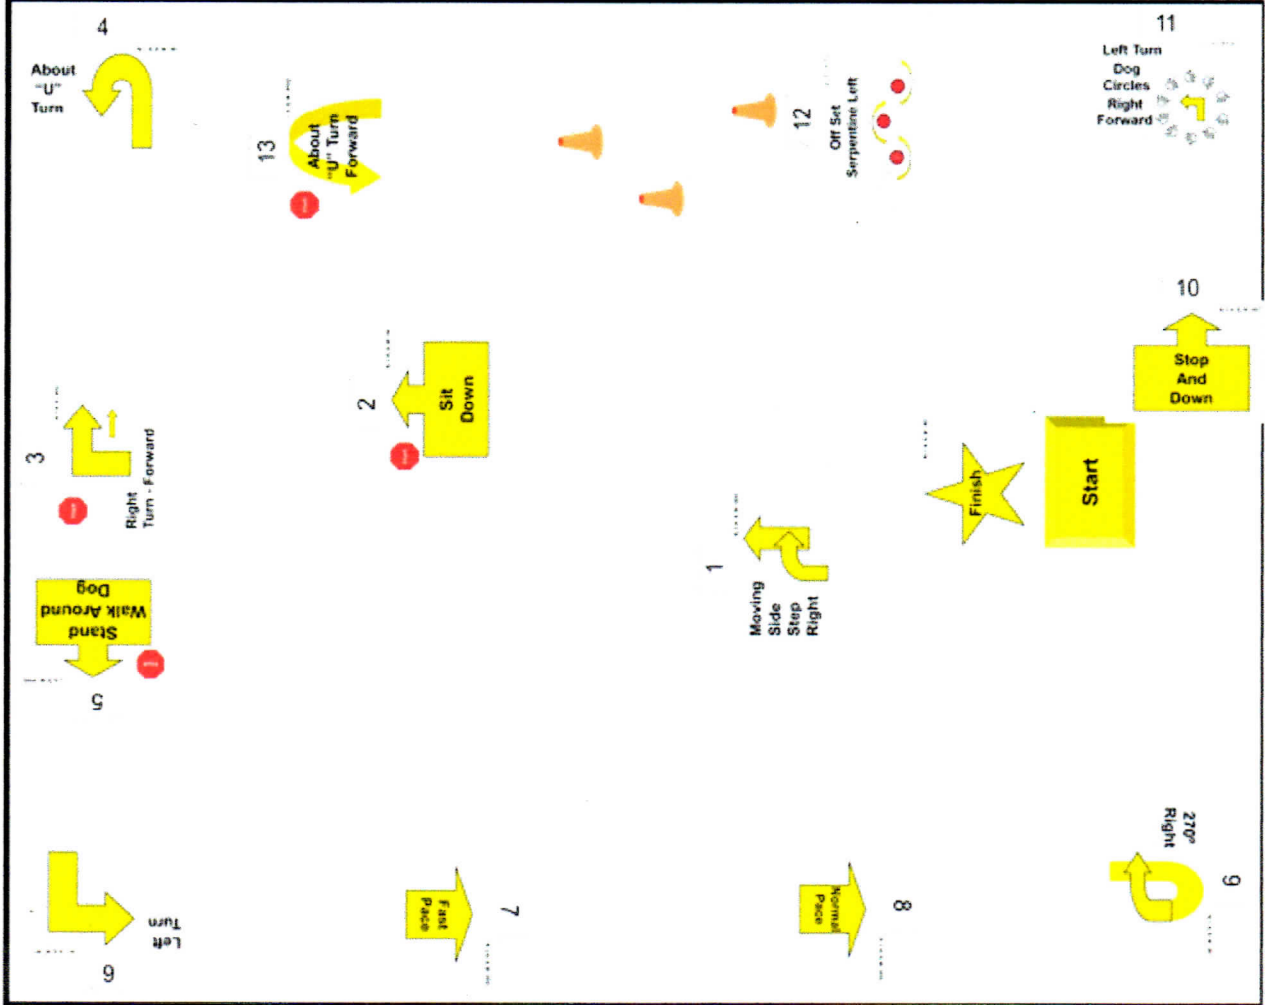 4
About
"U"
Turn
13
About
"U" Turn
Forward
12
Off Set
Serpentine Left
11
Left Turn
Dog
Circles
Right
Forward
10
Stop
And
Down
3
Right
Turn - Forward
2
Sit
Down
Finish
Start
1
Moving
Side
Step
Right
Stand
Walk Around
Dog
5
Left
Turn
6
Fast
Pace
7
Normal
Pace
8
270°
Right
9